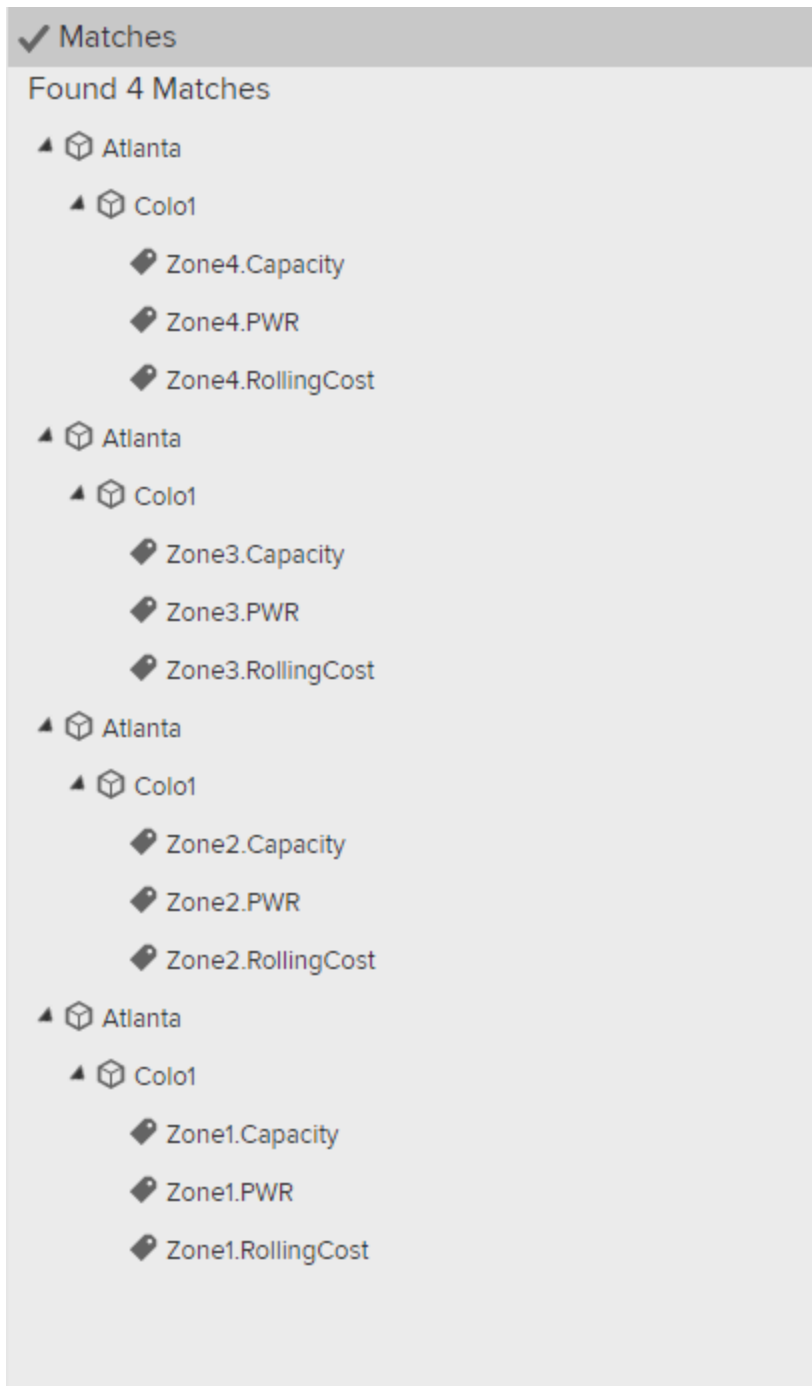 Matches
Found 4 Matches
Atlanta
Colo1
Zone4.Capacity
Zone4.PWR
Zone4.RollingCost
Atlanta
Colo1
Zone3.Capacity
Zone3.PWR
Zone3.RollingCost
Atlanta
Colo1
Zone2.Capacity
Zone2.PWR
Zone2.RollingCost
Atlanta
Colo1
Zone1.Capacity
Zone1.PWR
Zone1.RollingCost